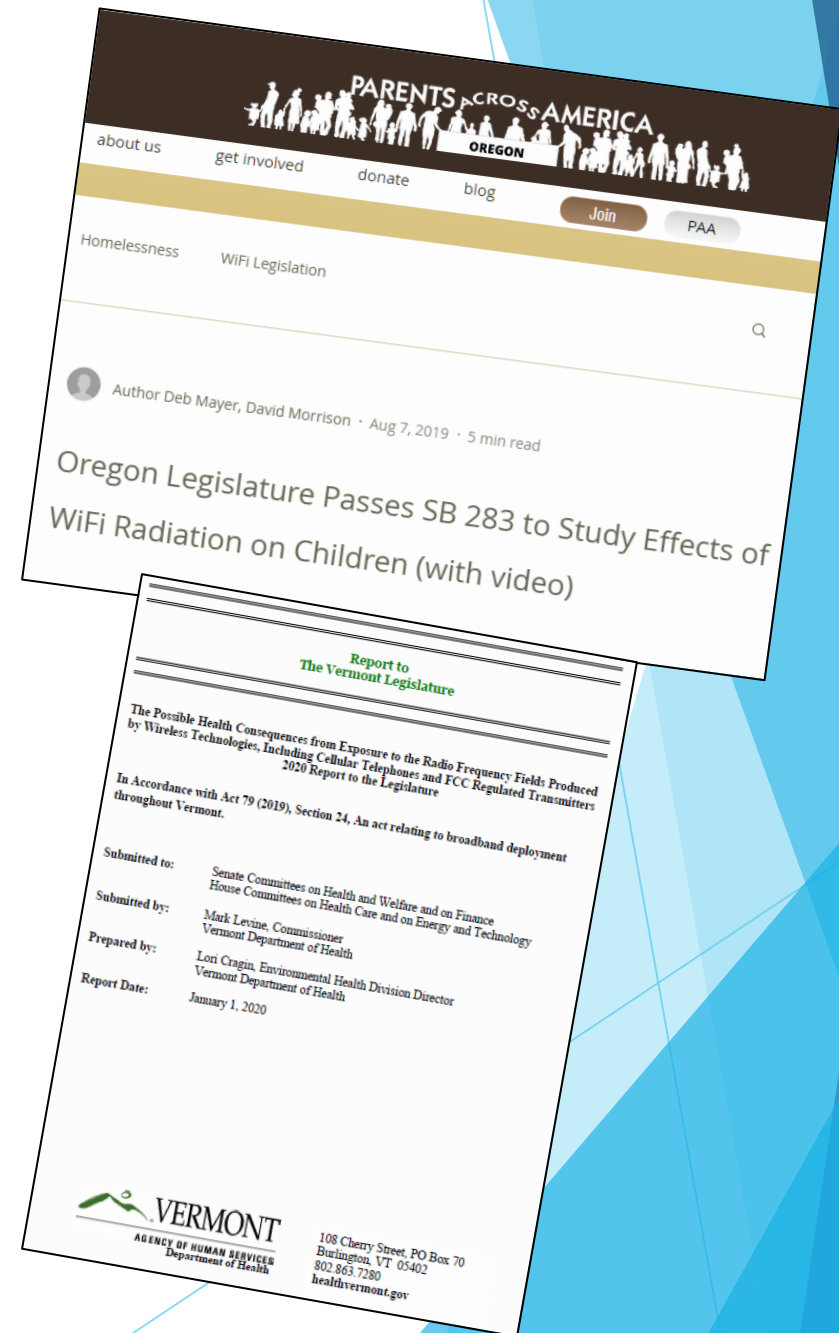 PARENTS ACROSS AMERICA
OREGON
about us get involved donate blog Join PAA
Homelessness WiFi Legislation
Author Deb Mayer, David Morrison · Aug 7, 2019 · 5 min read
Oregon Legislature Passes SB 283 to Study Effects of
WiFi Radiation on Children (with video)
Report to
The Vermont Legislature
The Possible Health Consequences from Exposure to the Radio Frequency Fields Produced
by Wireless Technologies, Including Cellular Telephones and FCC Regulated Transmitters
2020 Report to the Legislature
In Accordance with Act 79 (2019), Section 24, An act relating to broadband deployment
throughout Vermont.
Submitted to: Senate Committees on Health and Welfare and on Finance
House Committees on Health Care and on Energy and Technology
Submitted by: Mark Levine, Commissioner
Vermont Department of Health
Prepared by: Lori Cragin, Environmental Health Division Director
Vermont Department of Health
Report Date: January 1, 2020
VERMONT
AGENCY OF HUMAN SERVICES
Department of Health
108 Cherry Street, PO Box 70
Burlington, VT 05402
802.863.7280
healthvermont.gov